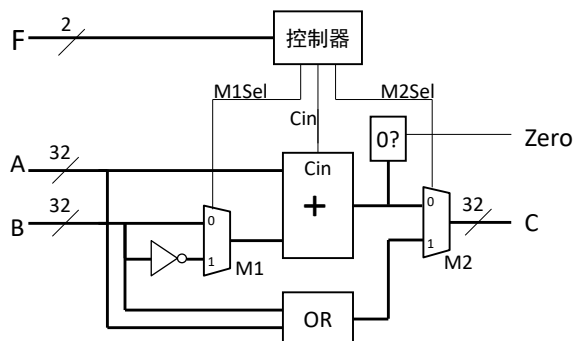 F
2
控制器
M1Sel
M2Sel
Cin
0?
Zero
A
32
Cin
+
B
32
0
1
M1
0
1
M2
32
C
OR